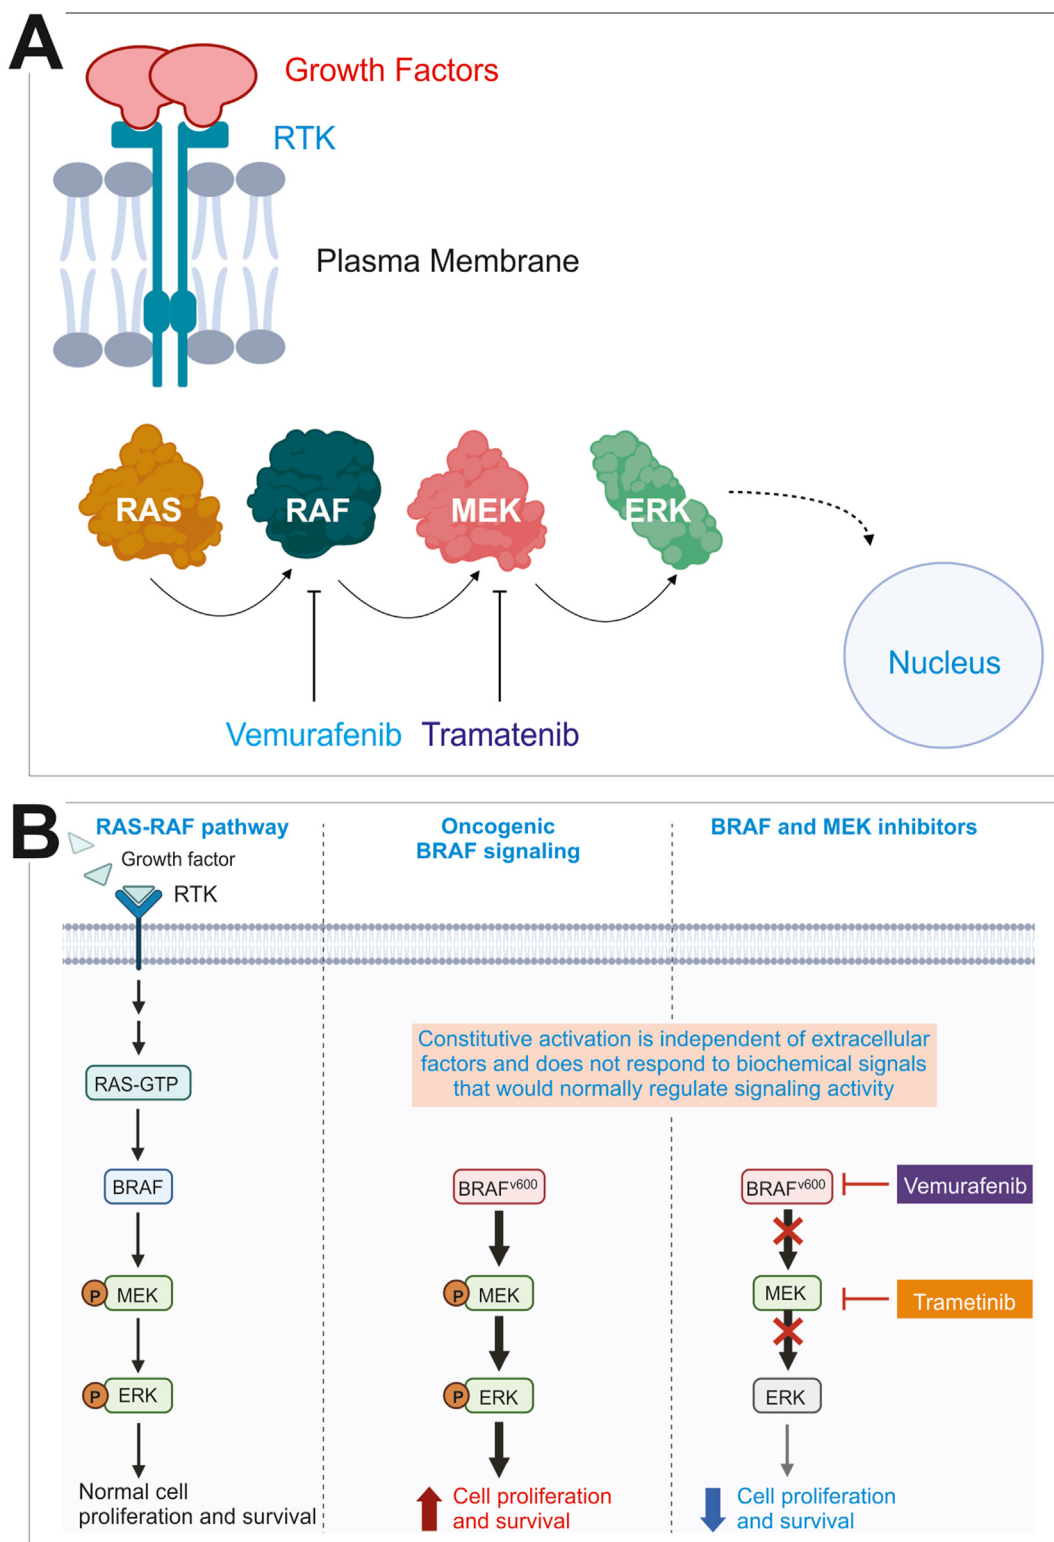 A
Growth Factors
RTK
Plasma Membrane
RAS
RAF
MEK
ERK
Nucleus
Vemurafenib
Tramatenib
B
RAS-RAF pathway
Growth factor
RTK
RAS-GTP
BRAF
P
MEK
P
ERK
Normal cell
proliferation and survival
Oncogenic
BRAF signaling
BRAF and MEK inhibitors
Constitutive activation is independent of extracellular
factors and does not respond to biochemical signals
that would normally regulate signaling activity
BRAFv600
P
MEK
P
ERK
Cell proliferation
and survival
BRAFv600
Vemurafenib
MEK
Trametinib
ERK
Cell proliferation
and survival